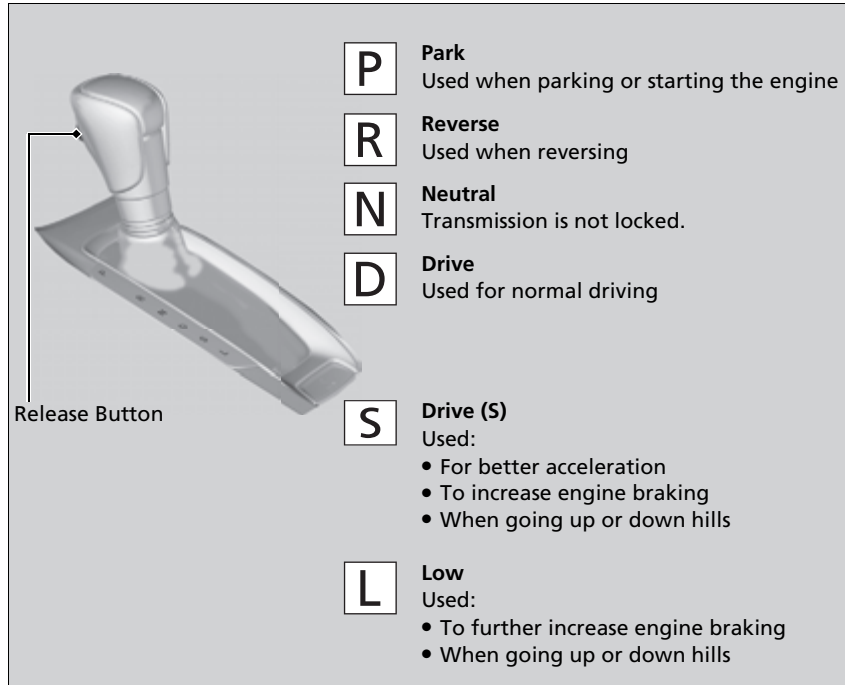 P
Park
Used when parking or starting the engine
R
Reverse
Used when reversing
N
Neutral
Transmission is not locked.
D
Drive
Used for normal driving
Release Button
S
Drive (S)
Used:
• For better acceleration
• To increase engine braking
• When going up or down hills
L
Low
Used:
• To further increase engine braking
• When going up or down hills